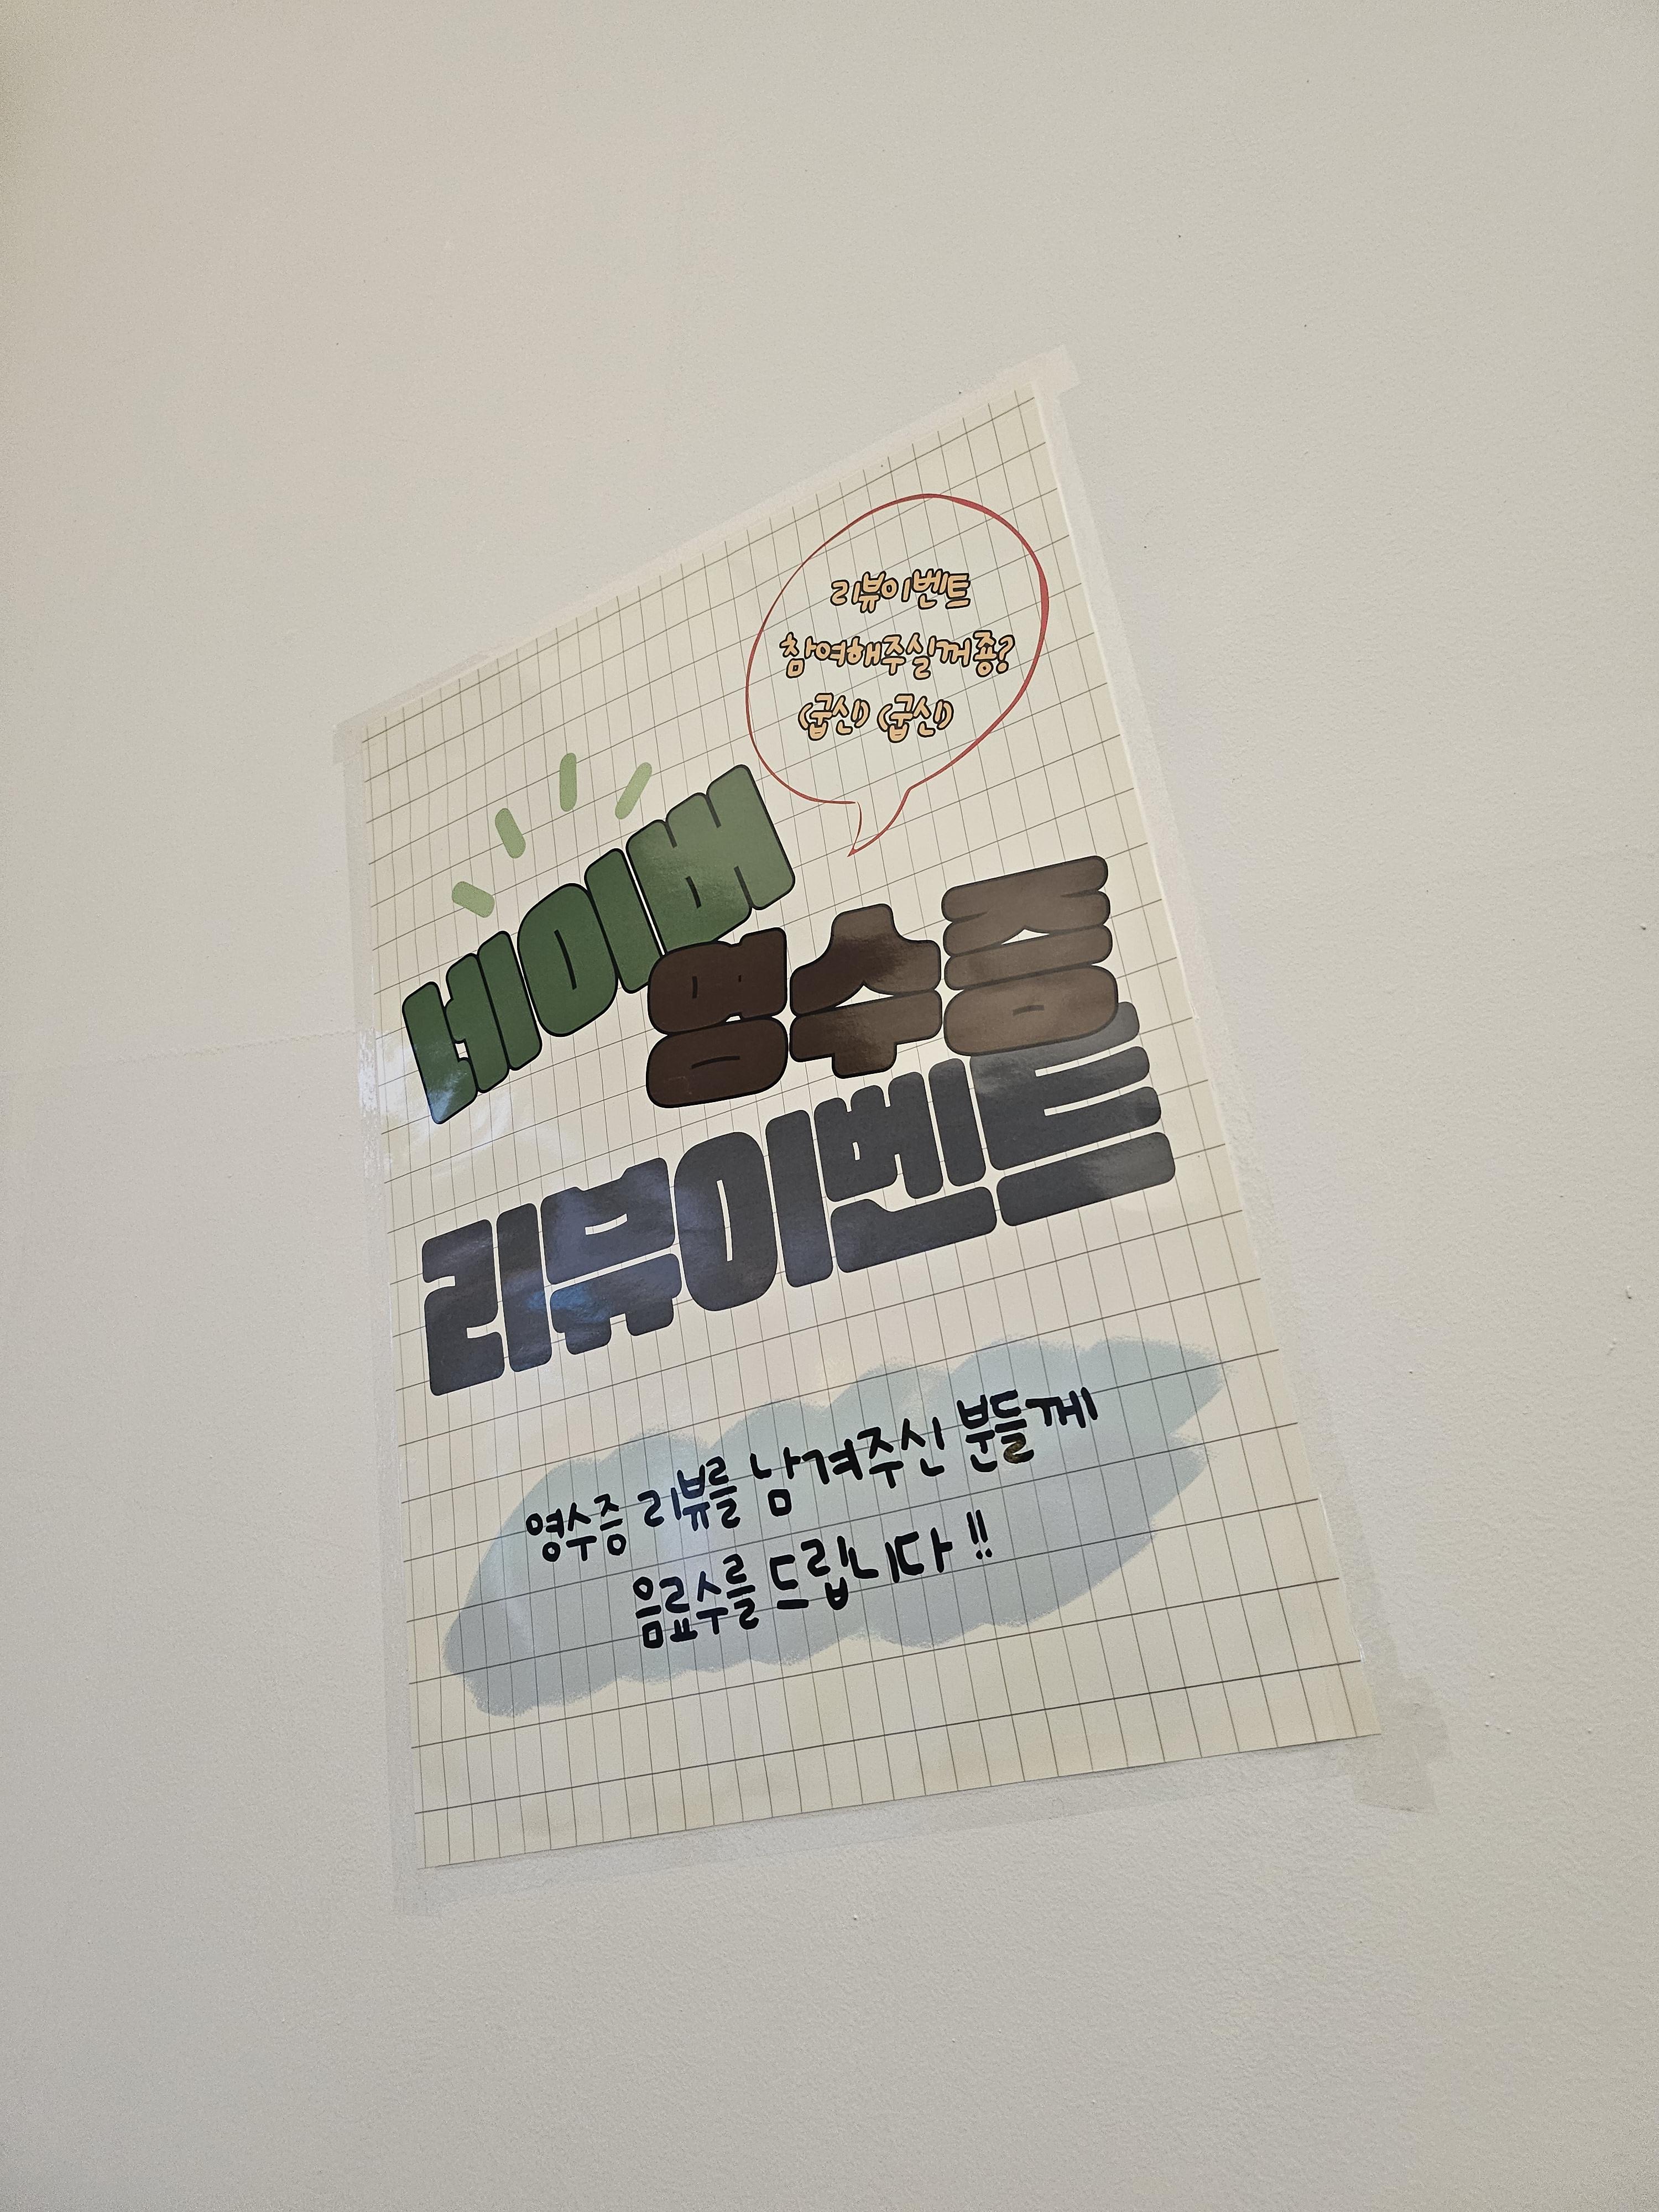 리뷰이벤트
참여해주실꺼죵?
(굽신) (굽신)
네이버
영수증
리뷰이벤트
영수증 리뷰를 남겨주신 분들께
음료수를 드립니다!!